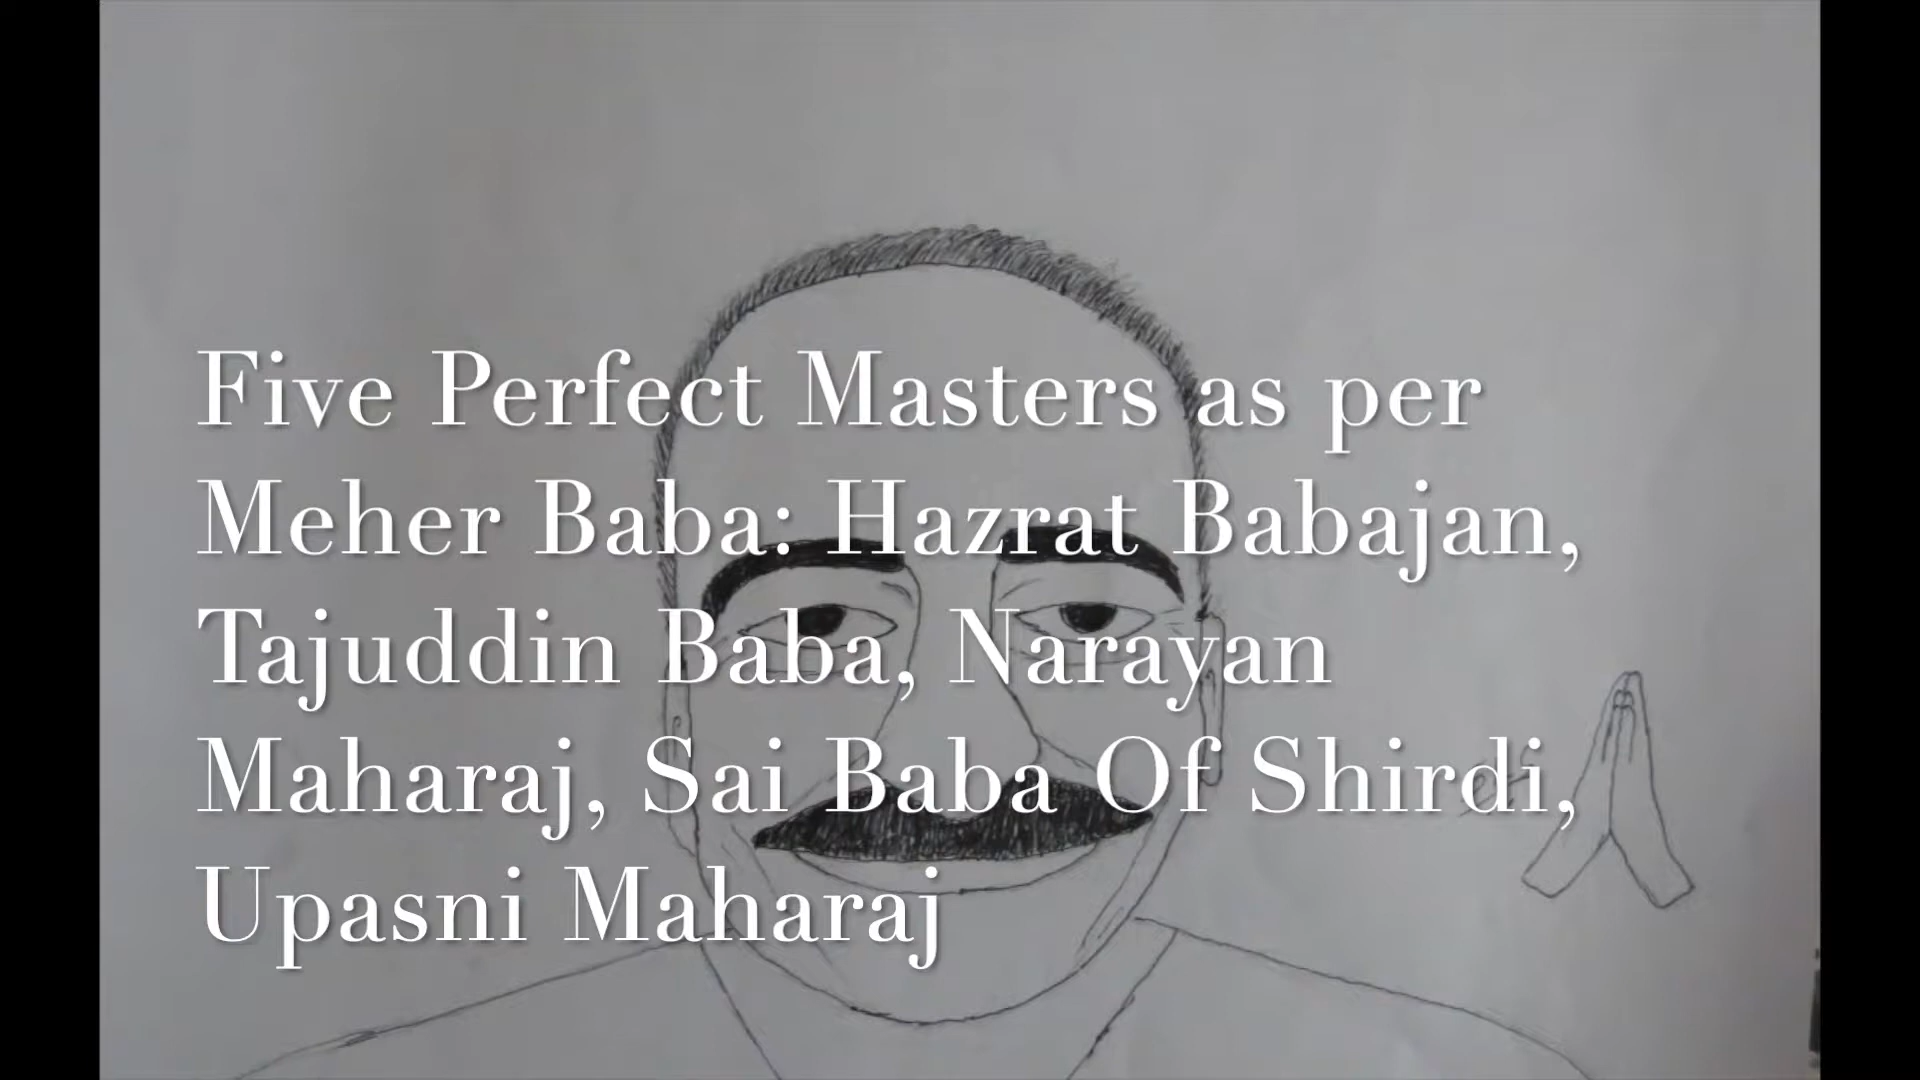 Five Perfect Masters as per
Meher Baba: Hazrat Babajan,
Tajuddin Baba, Narayan
Maharaj, Sai Baba Of Shirdi,
Upasni Maharaj